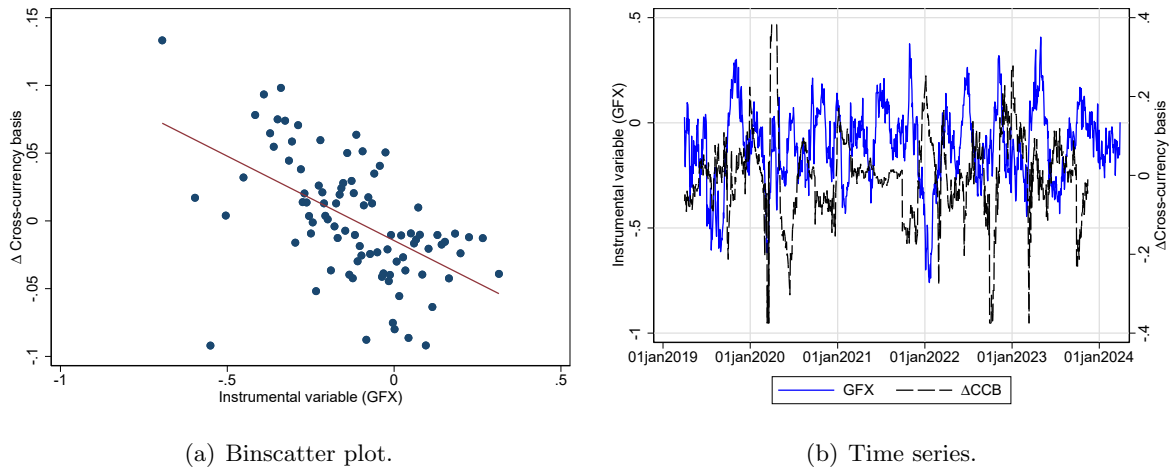 .15
.1
.05
0
-.05
-.1
Δ Cross-currency basis
-1
-.5
0
.5
Instrumental variable (GFX)
(a) Binscatter plot.
.5
0
-.5
-1
Instrumental variable (GFX)
.4
.2
0
-.2
-.4
ΔCross-currency basis
01jan2019
01jan2020
01jan2021
01jan2022
01jan2023
01jan2024
GFX
ΔCCB
(b) Time series.